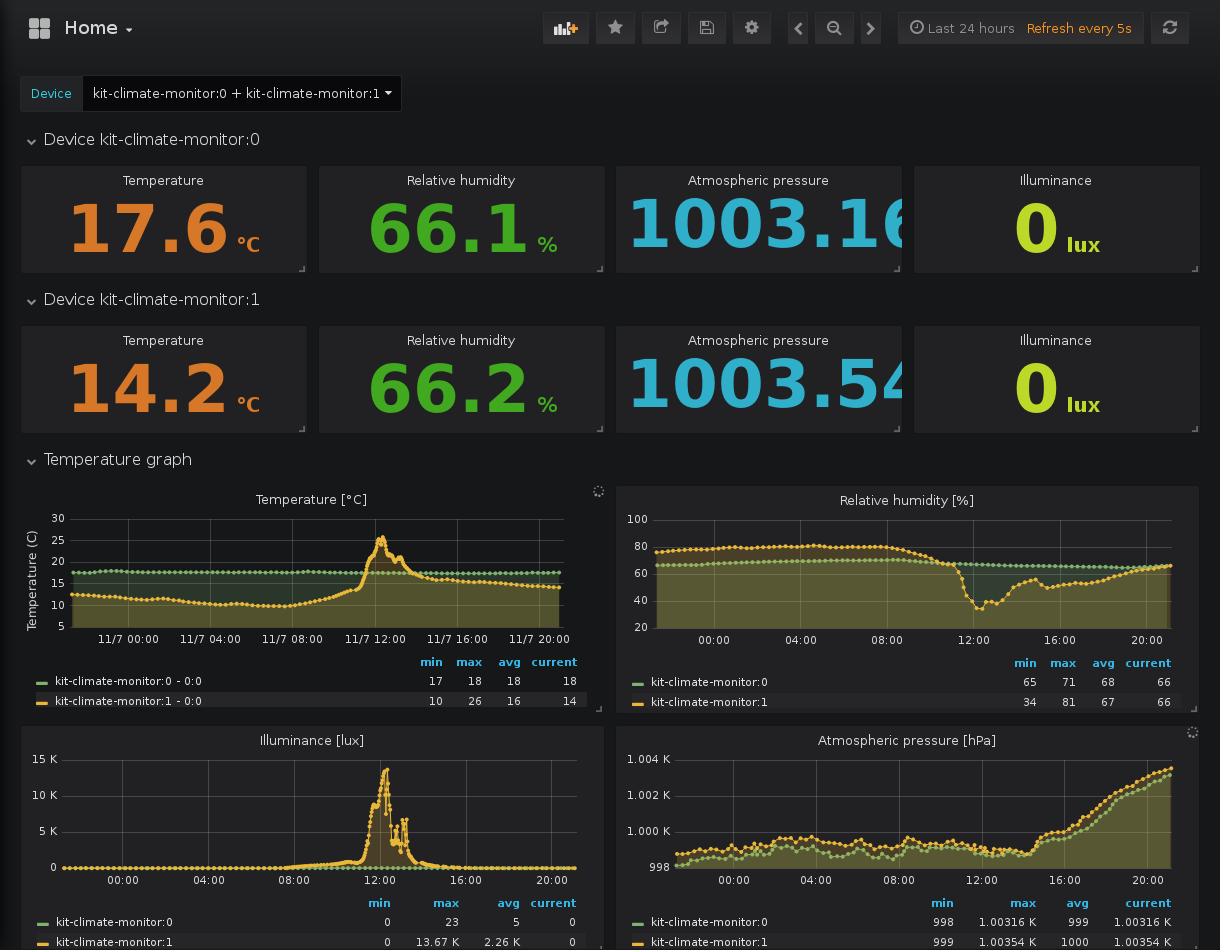 Home
Last 24 hours Refresh every 5s
Device kit-climate-monitor:0 + kit-climate-monitor:1
Device kit-climate-monitor:0
Temperature Relative humidity Atmospheric pressure Illuminance
17.6 °C 66.1 % 1003.16 0 lux
Device kit-climate-monitor:1
Temperature Relative humidity Atmospheric pressure Illuminance
14.2 °C 66.2 % 1003.54 0 lux
Temperature graph
Temperature [°C]
Temperature (C)
30
25
20
15
10
5
11/7 00:00 11/7 04:00 11/7 08:00 11/7 12:00 11/7 16:00 11/7 20:00
min max avg current
kit-climate-monitor:0 - 0:0 17 18 18 18
kit-climate-monitor:1 - 0:0 10 26 16 14
Relative humidity [%]
100
80
60
40
20
00:00 04:00 08:00 12:00 16:00 20:00
min max avg current
kit-climate-monitor:0 65 71 68 66
kit-climate-monitor:1 34 81 67 66
Illuminance [lux]
15 K
10 K
5 K
0
00:00 04:00 08:00 12:00 16:00 20:00
min max avg current
kit-climate-monitor:0 0 23 5 0
kit-climate-monitor:1 0 13.67 K 2.26 K 0
Atmospheric pressure [hPa]
1.004 K
1.002 K
1.000 K
998
00:00 04:00 08:00 12:00 16:00 20:00
min max avg current
kit-climate-monitor:0 998 1.00316 K 999 1.00316 K
kit-climate-monitor:1 999 1.00354 K 1000 1.00354 K